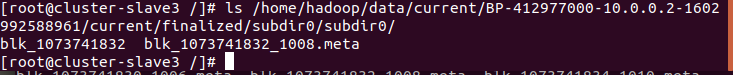 [root@cluster-slave3 /]# ls /home/hadoop/data/current/BP-412977000-10.0.0.2-1602
992588961/current/finalized/subdir0/subdir0/
blk_1073741832  blk_1073741832_1008.meta
[root@cluster-slave3 /]#